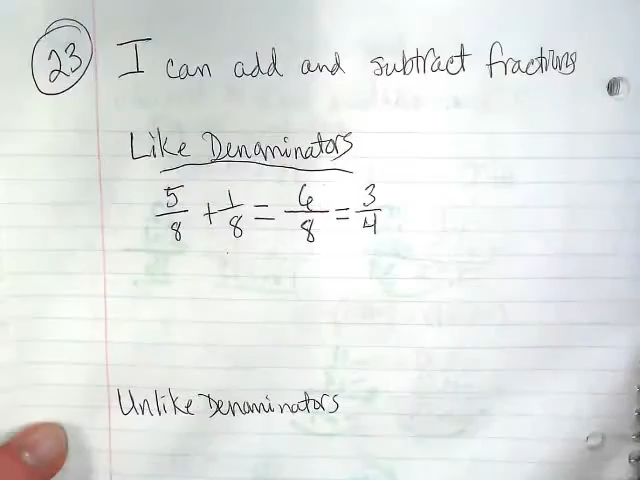 23 I can add and subtract fractions
Like Denominators
5/8 + 1/8 = 6/8 = 3/4
Unlike Denominators